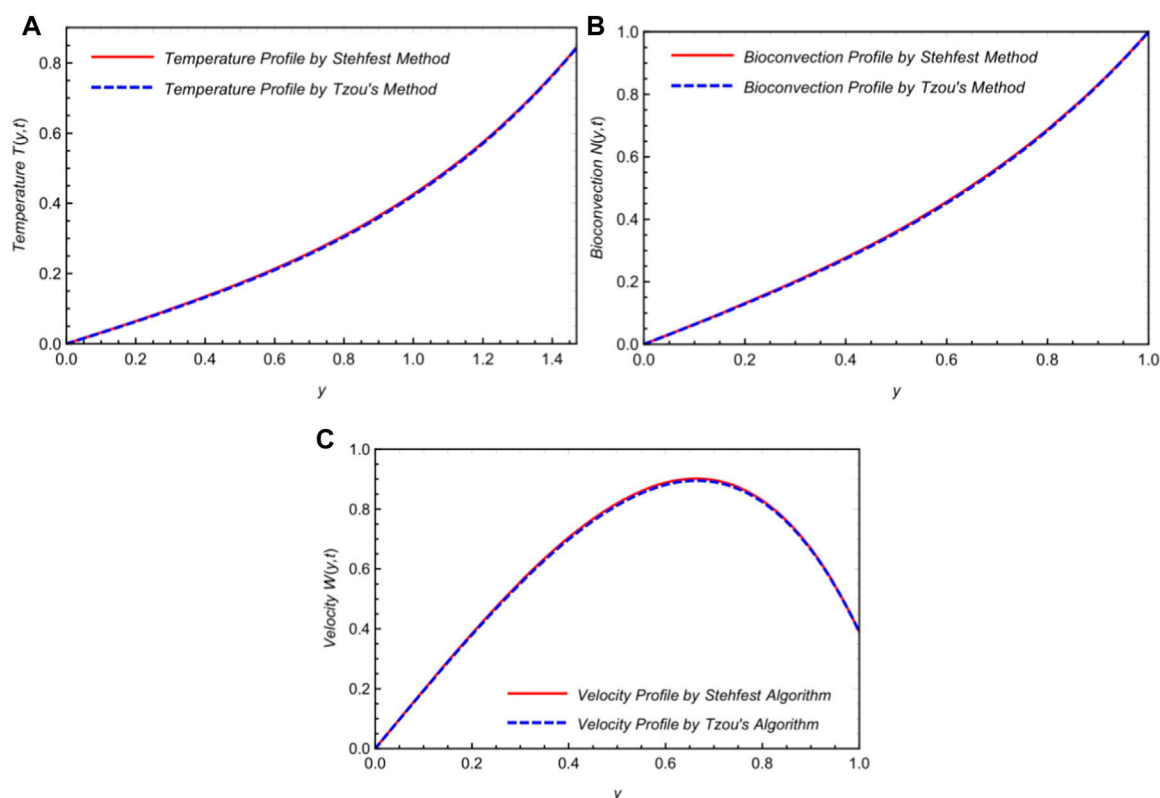 A
Temperature Profile by Stehfest Method
Temperature Profile by Tzou's Method
Temperature T(y,t)
0.8
0.6
0.4
0.2
0.0
0.0 0.2 0.4 0.6 0.8 1.0 1.2 1.4
y
B
Bioconvection Profile by Stehfest Method
Bioconvection Profile by Tzou's Method
Bioconvection N(y,t)
1.0
0.8
0.6
0.4
0.2
0.0
0.0 0.2 0.4 0.6 0.8 1.0
y
C
Velocity W(y,t)
1.0
0.8
0.6
0.4
0.2
0.0
Velocity Profile by Stehfest Algorithm
Velocity Profile by Tzou's Algorithm
0.0 0.2 0.4 0.6 0.8 1.0